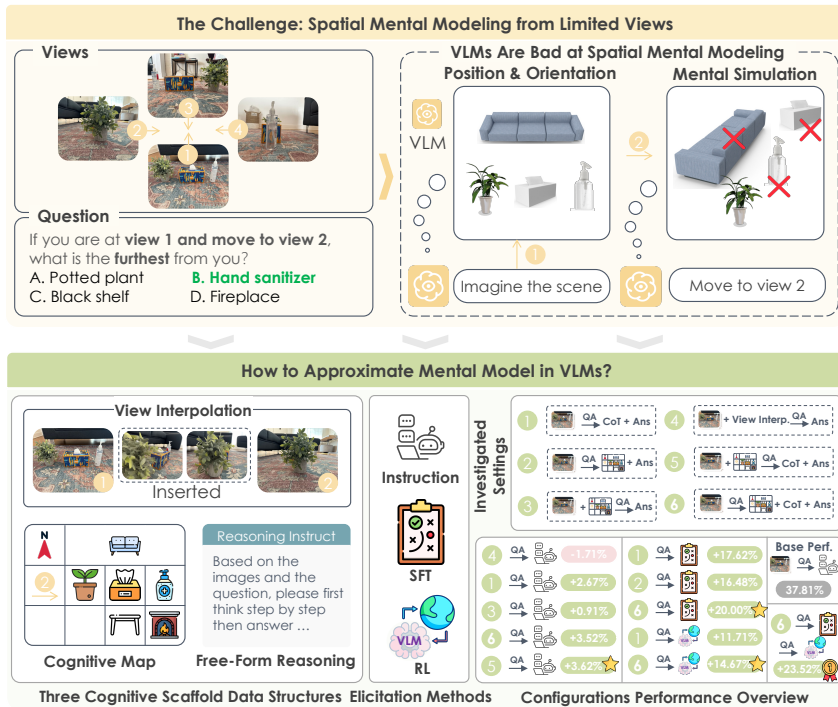 The Challenge: Spatial Mental Modeling from Limited Views
Views
2
3
4
1
Question
If you are at view 1 and move to view 2,
what is the furthest from you?
A. Potted plant B. Hand sanitizer
C. Black shelf D. Fireplace
VLMs Are Bad at Spatial Mental Modeling
Position & Orientation Mental Simulation
VLM
2
1
Imagine the scene
Move to view 2
How to Approximate Mental Model in VLMs?
View Interpolation
1
2
Inserted
N
2
Cognitive Map
Reasoning Instruct
Based on the
images and the
question, please first
think step by step
then answer ...
Free-Form Reasoning
Three Cognitive Scaffold Data Structures
Instruction
SFT
VLM
RL
Elicitation Methods
Investigated
Settings
1 QA CoT + Ans
2 QA + Ans
3 + QA Ans
4 + View Interp. QA Ans
5 + QA CoT + Ans
6 QA + CoT + Ans
4 QA -1.71%
1 QA +2.67%
3 QA +0.91%
6 QA +3.52%
5 QA +3.62%
1 QA +17.62%
2 QA +16.48%
6 QA +20.00%
1 QA +11.71%
6 QA +14.67%
Base Perf.
QA
37.81%
6 QA
+23.52%
Configurations Performance Overview